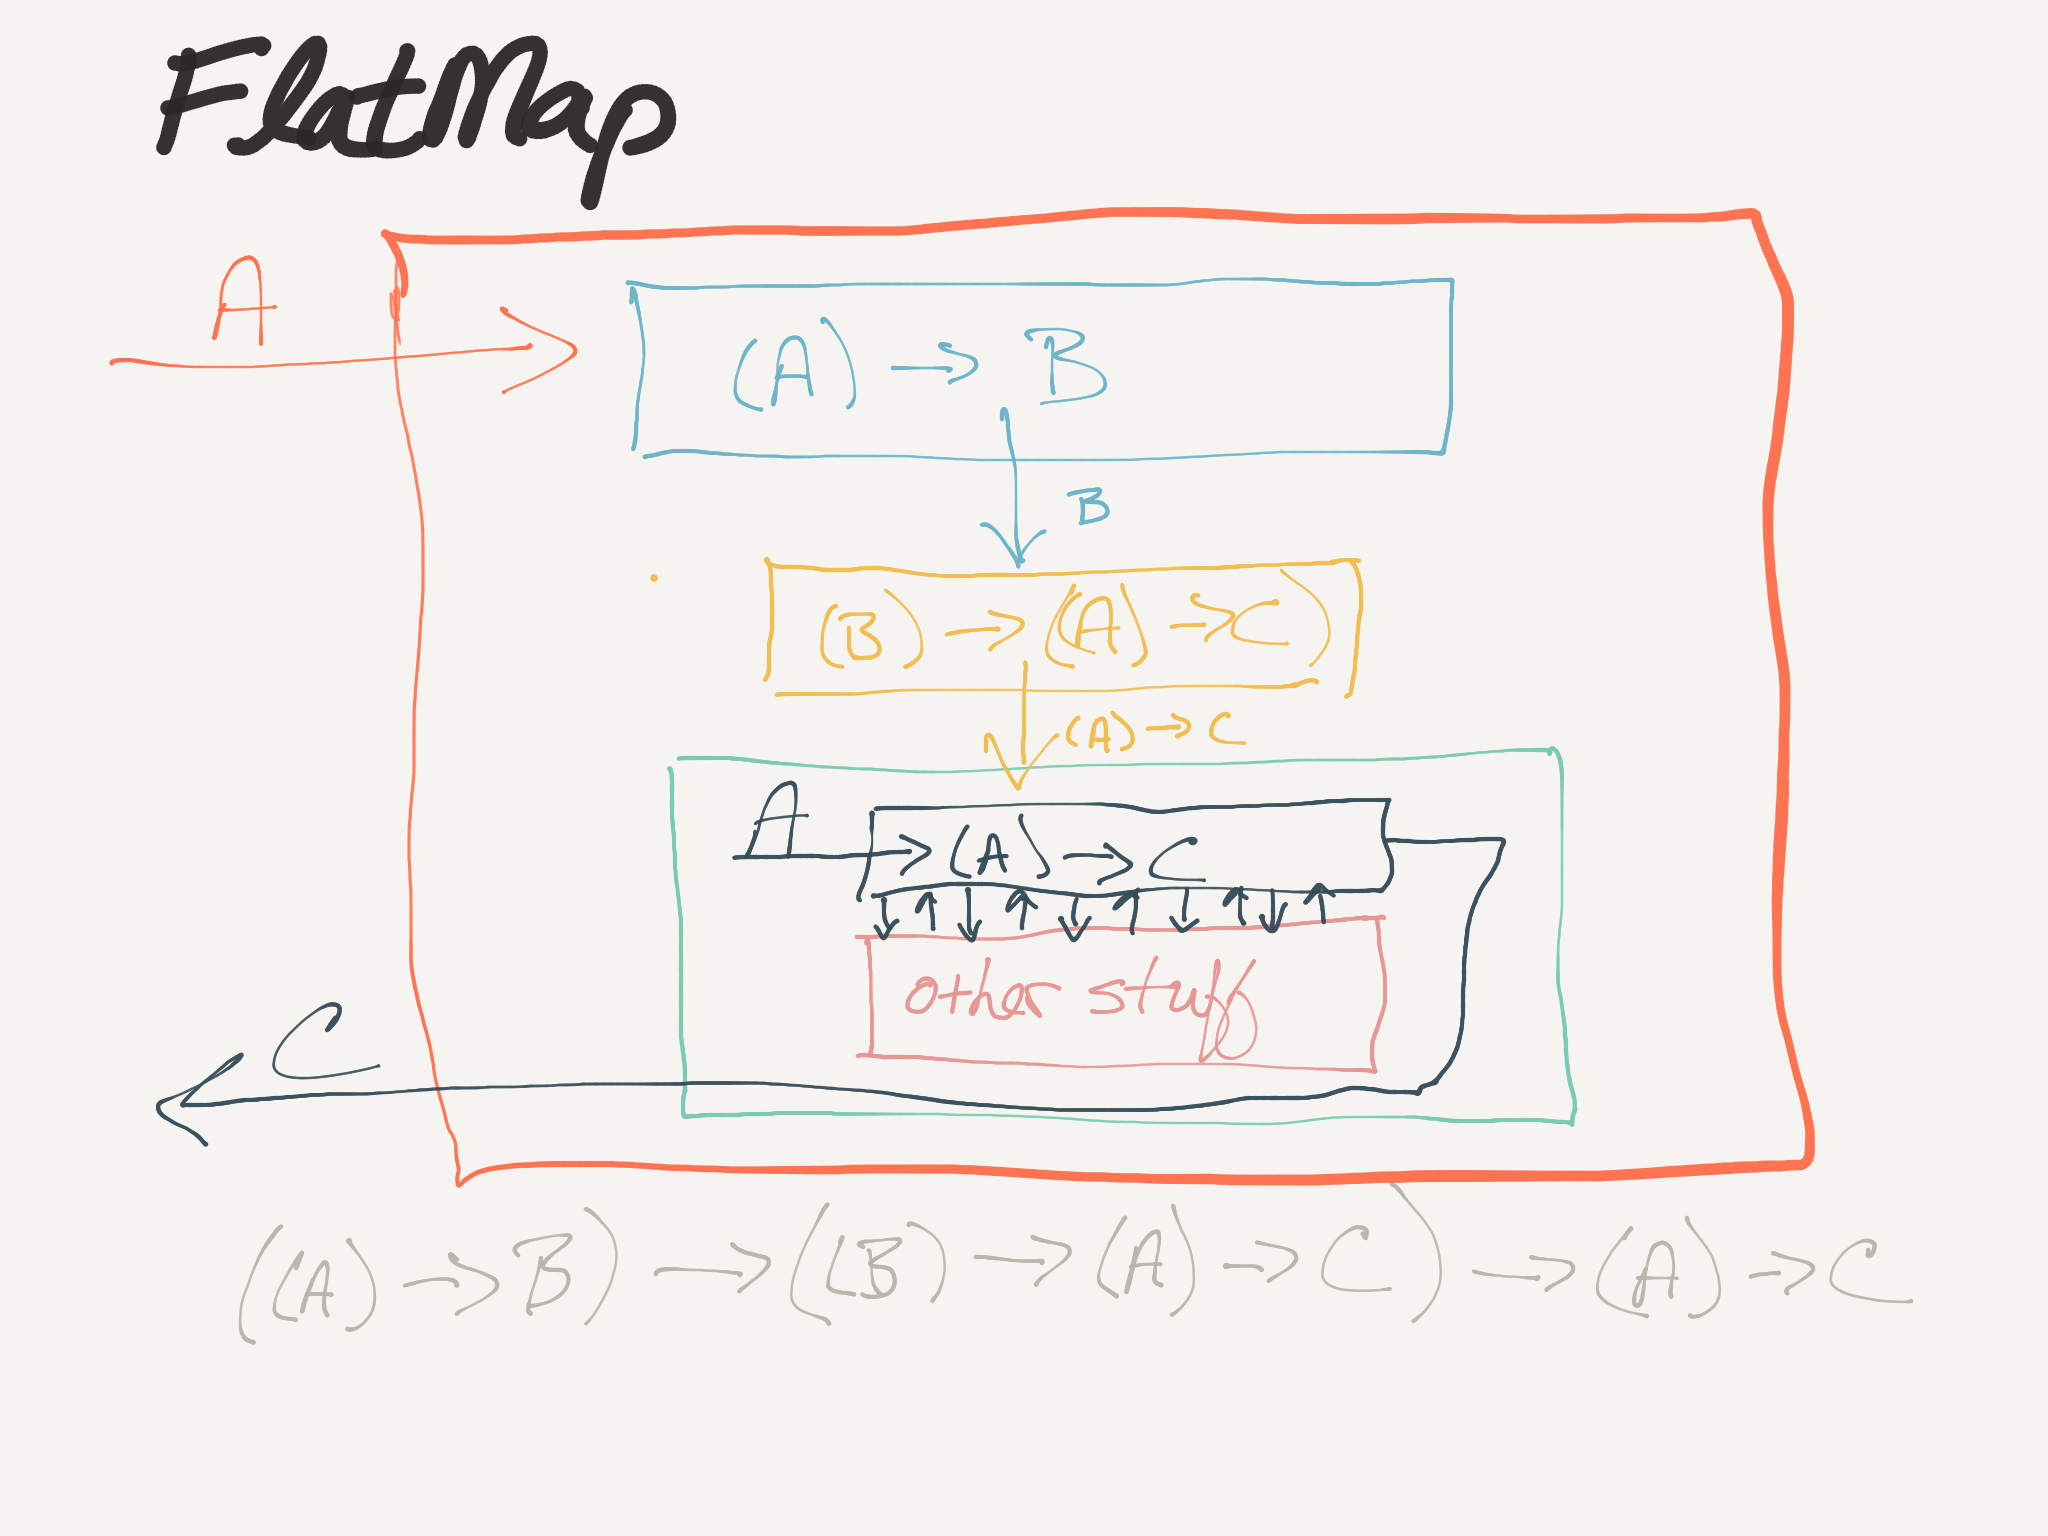 FlatMap
A
(A) → B
B
(B) → (A) → C)
(A) → C
A
(A) → C
other stuff
C
((A) → B) → ((B) → (A) → C) → (A) → C